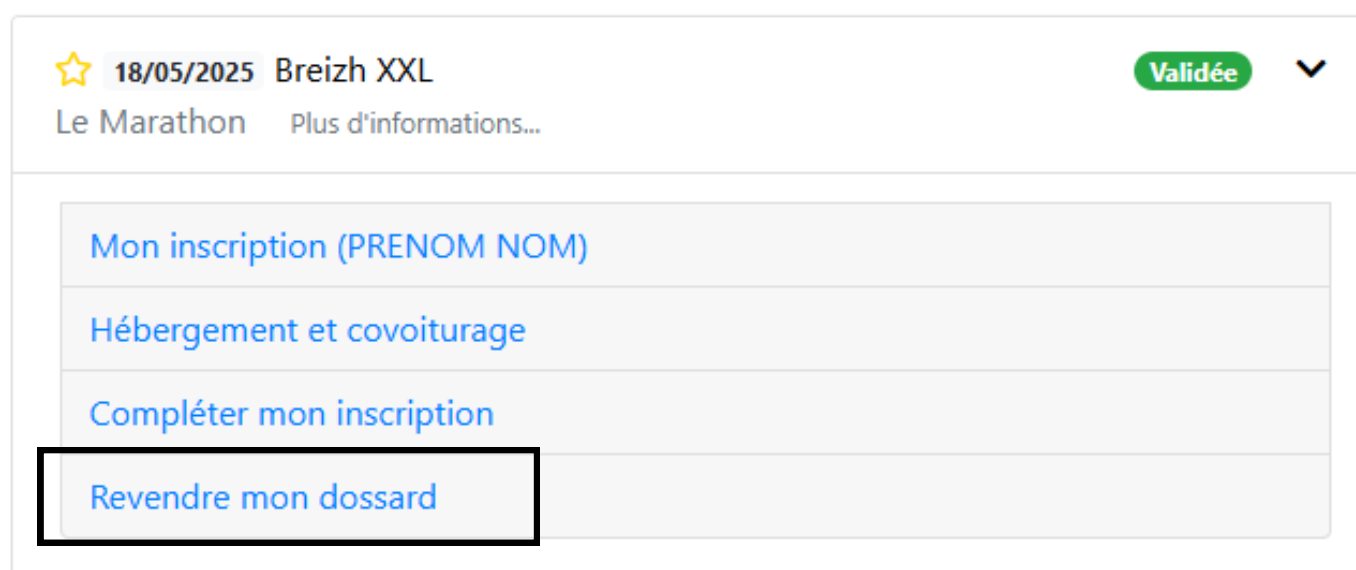 18/05/2025 Breizh XXL Validée
Le Marathon Plus d'informations...
Mon inscription (PRENOM NOM)
Hébergement et covoiturage
Compléter mon inscription
Revendre mon dossard